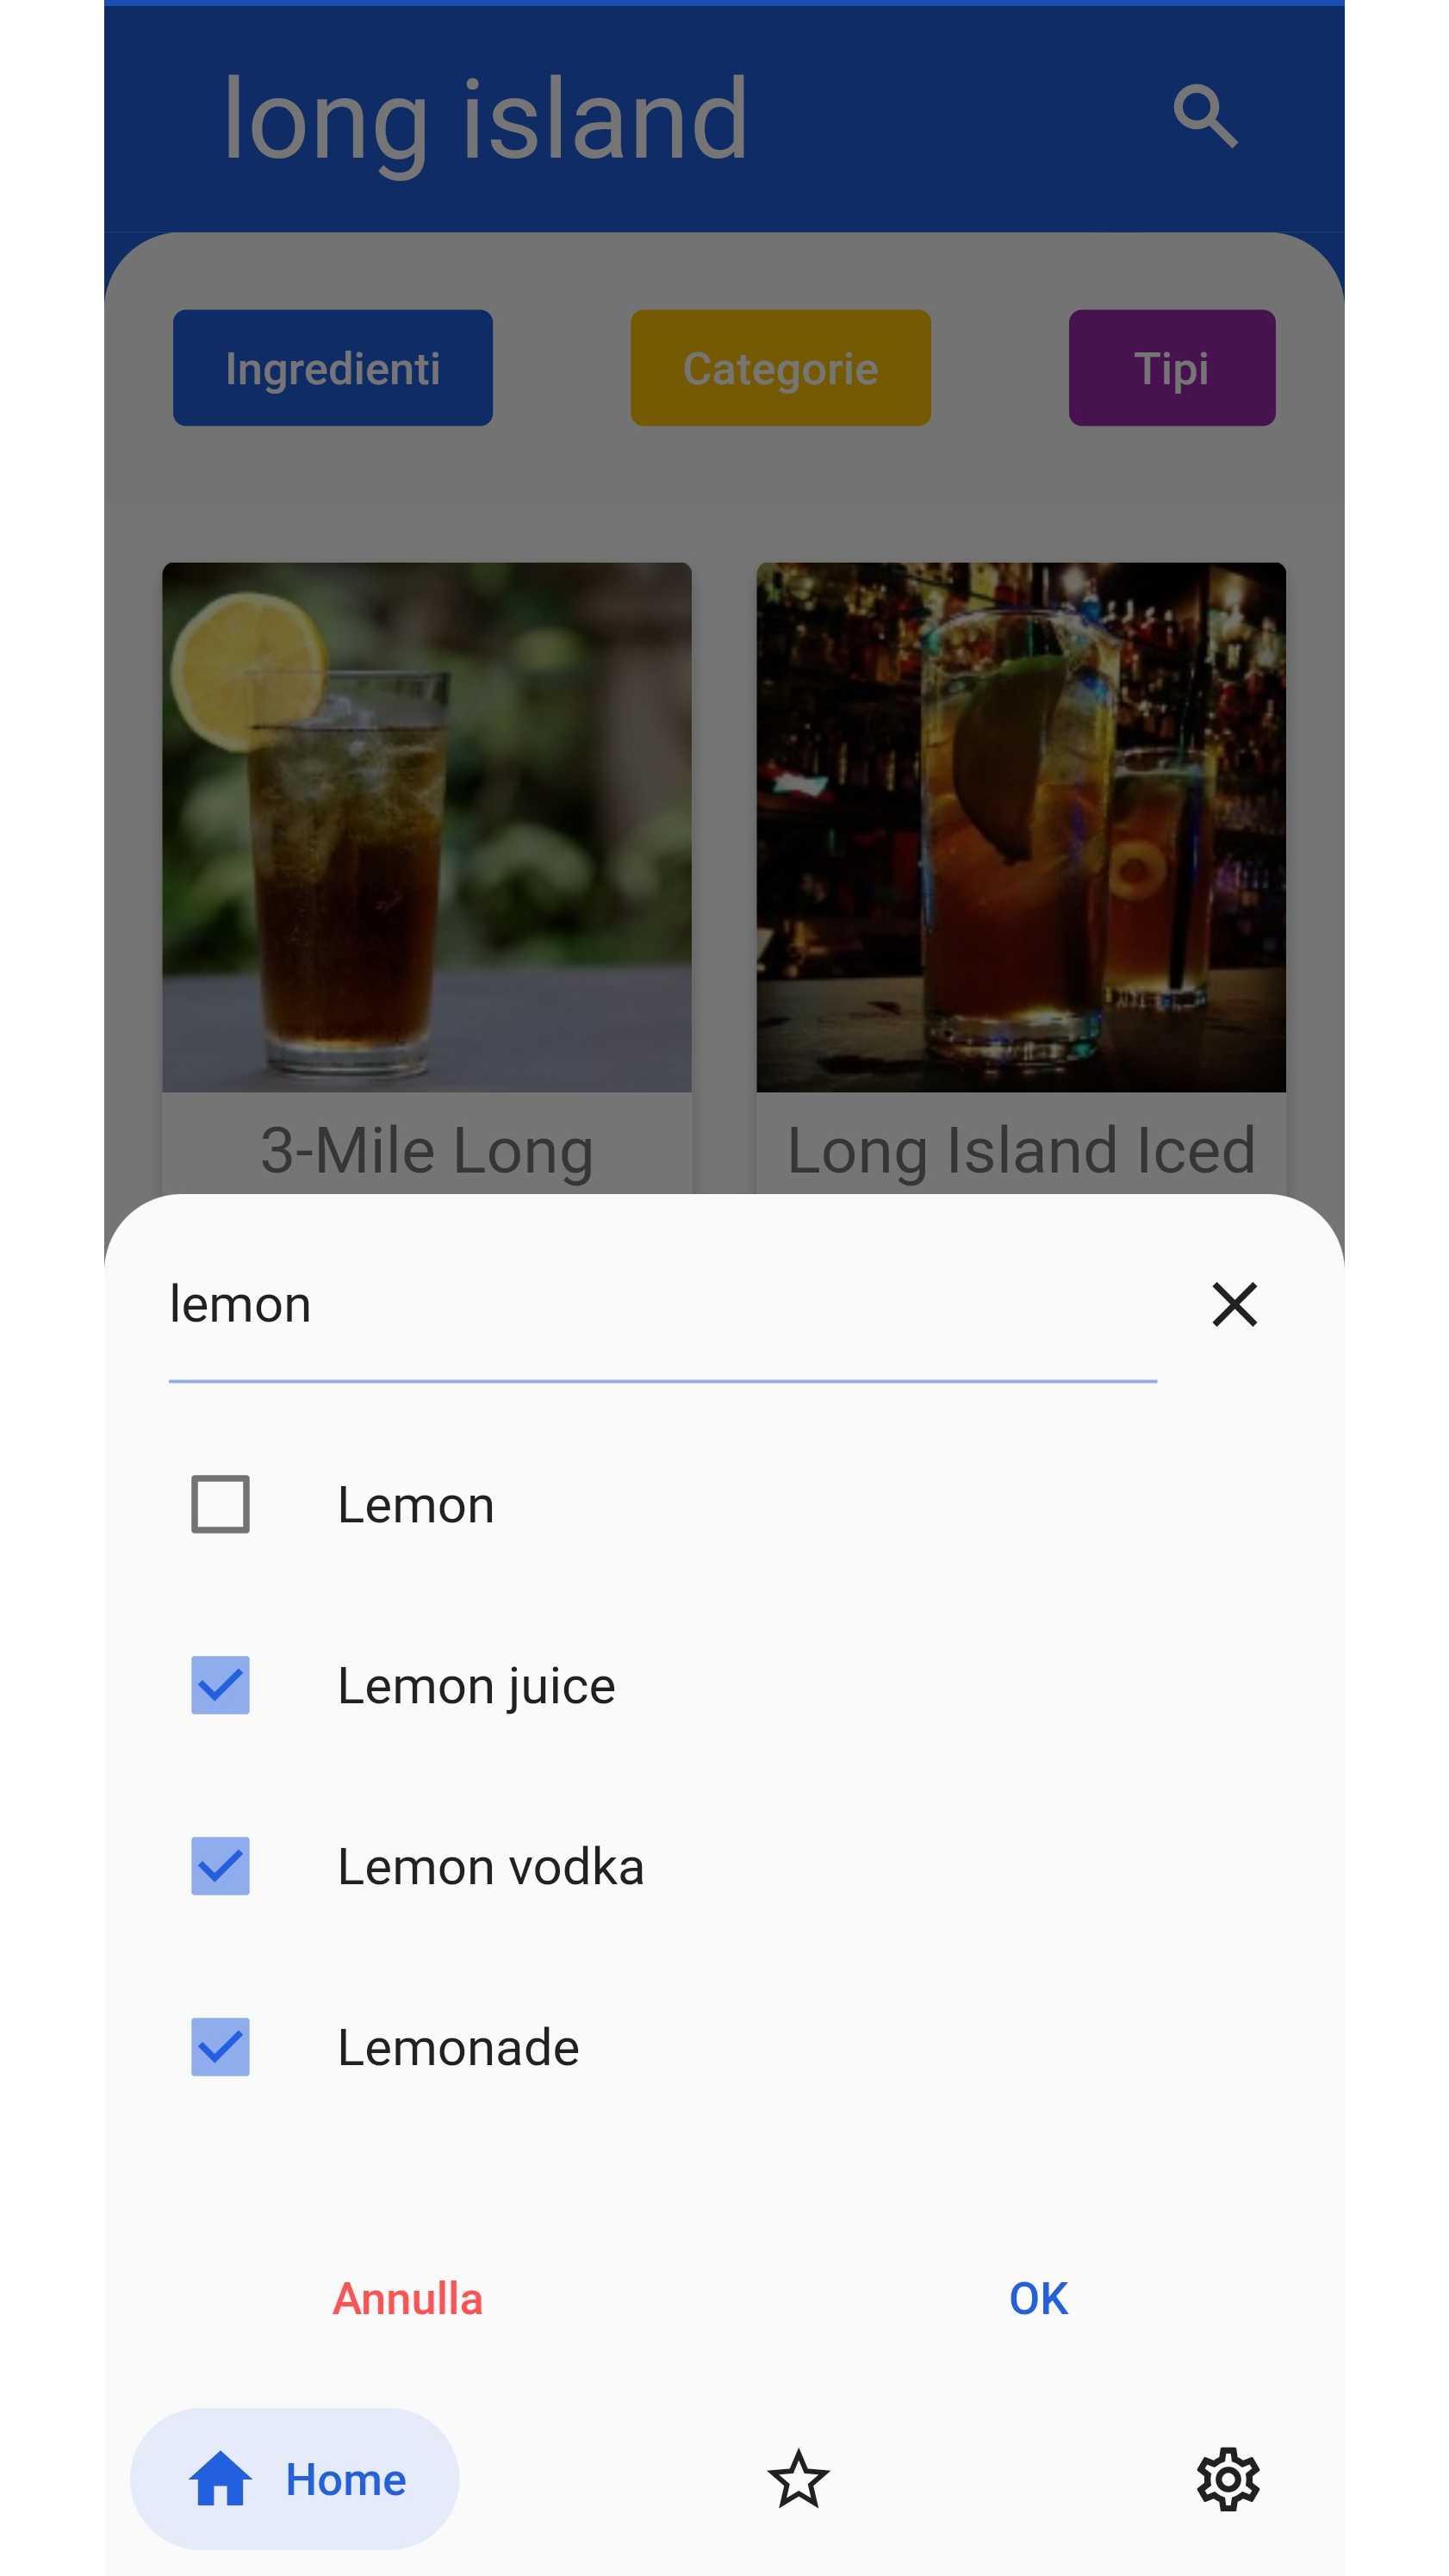 long island
Ingredienti
Categorie
Tipi
3-Mile Long
Long Island Iced
lemon
Lemon
Lemon juice
Lemon vodka
Lemonade
Annulla
OK
Home